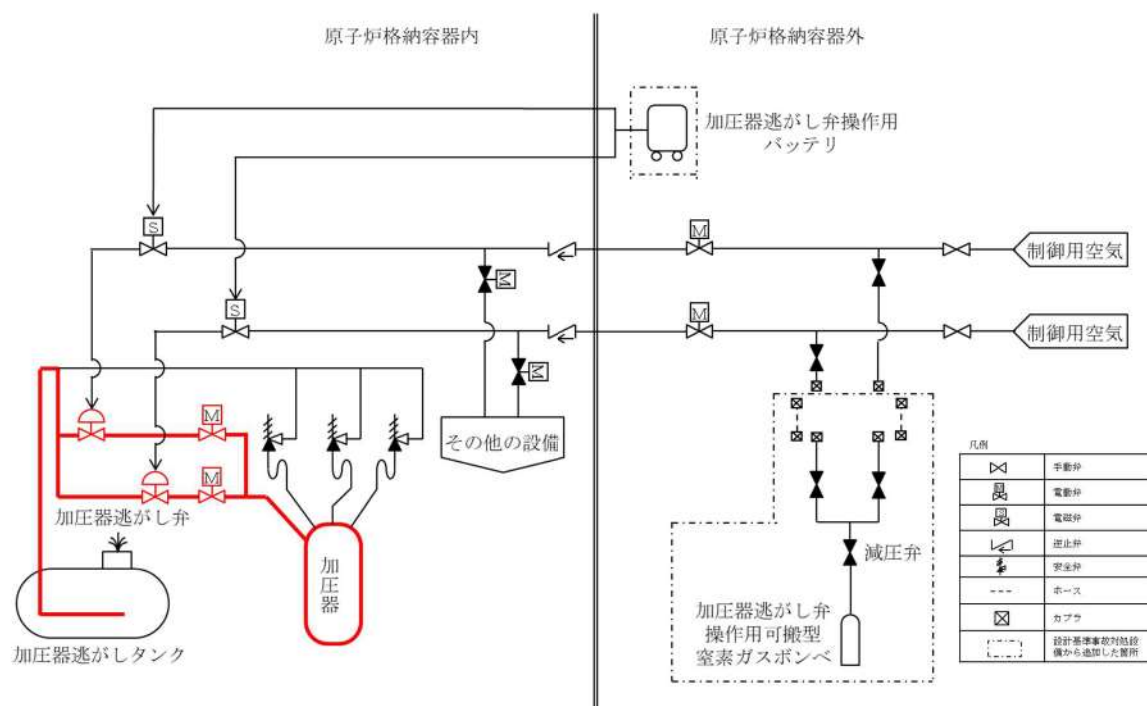 原子炉格納容器内
原子炉格納容器外
加圧器逃がし弁操作用
バッテリ
S
M
制御用空気
M
S
M
制御用空気
M
M
その他の設備
M
加圧器逃がし弁
加圧器
加圧器逃がしタンク
減圧弁
加圧器逃がし弁
操作用可搬型
窒素ガスボンベ
凡例
手動弁
M
電動弁
S
電磁弁
逆止弁
安全弁
ホース
カプラ
設計基準事故対処設
備から追加した箇所